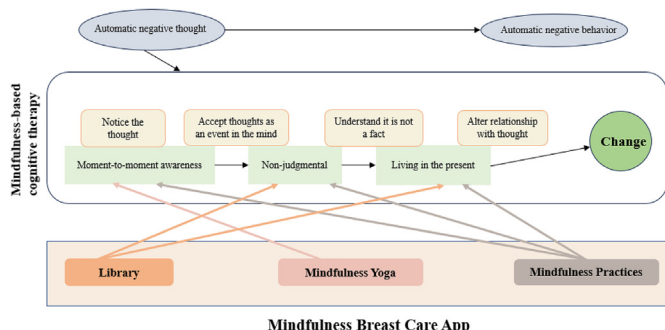 Automatic negative thought
Automatic negative behavior
Mindfulness-based
cognitive therapy
Notice the
thought
Accept thoughts as
an event in the mind
Understand it is not
a fact
Alter relationship
with thought
Moment-to-moment awareness
Non-judgmental
Living in the present
Change
Library
Mindfulness Yoga
Mindfulness Practices
Mindfulness Breast Care App